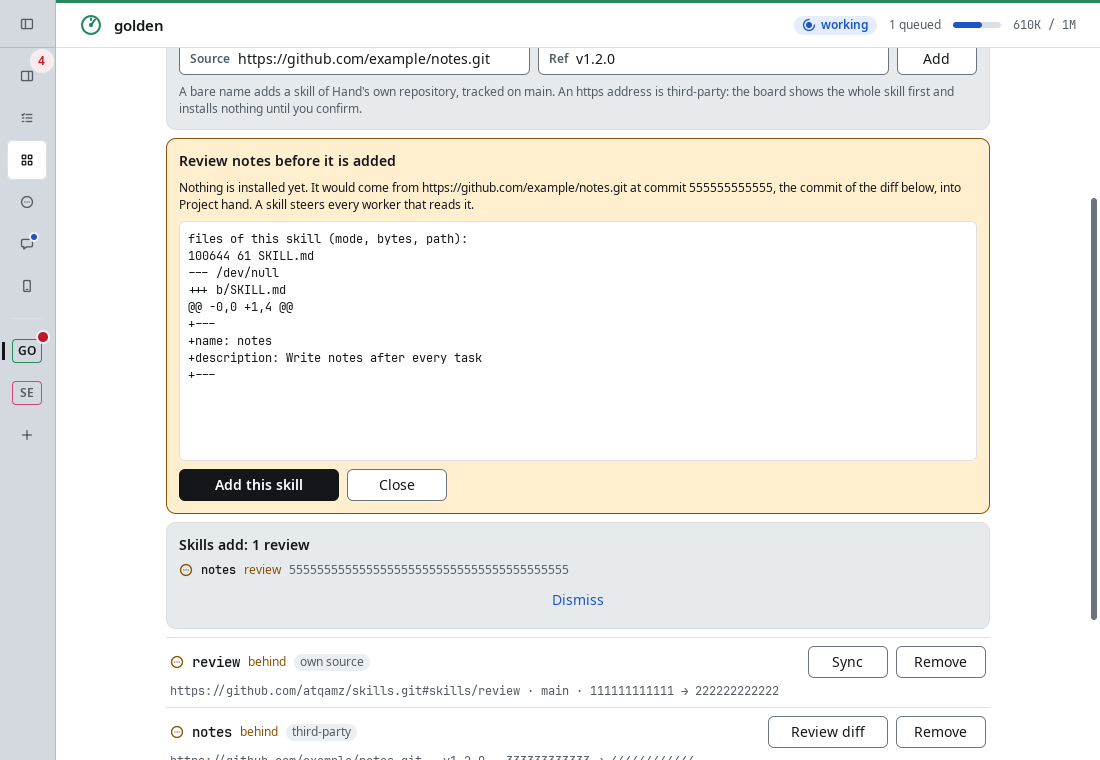 golden
working
1 queued
610K / 1M
4
GO
SE
Source https://github.com/example/notes.git
Ref v1.2.0
Add
A bare name adds a skill of Hand's own repository, tracked on main. An https address is third-party: the board shows the whole skill first and
installs nothing until you confirm.
Review notes before it is added
Nothing is installed yet. It would come from https://github.com/example/notes.git at commit 555555555555, the commit of the diff below, into
Project hand. A skill steers every worker that reads it.
files of this skill (mode, bytes, path):
100644 61 SKILL.md
--- /dev/null
+++ b/SKILL.md
@@ -0,0 +1,4 @@
+---
+name: notes
+description: Write notes after every task
+---
Add this skill
Close
Skills add: 1 review
notes review 5555555555555555555555555555555555555555
Dismiss
review behind own source
Sync
Remove
https://github.com/atqamz/skills.git#skills/review · main · 111111111111 → 222222222222
notes behind third-party
Review diff
Remove